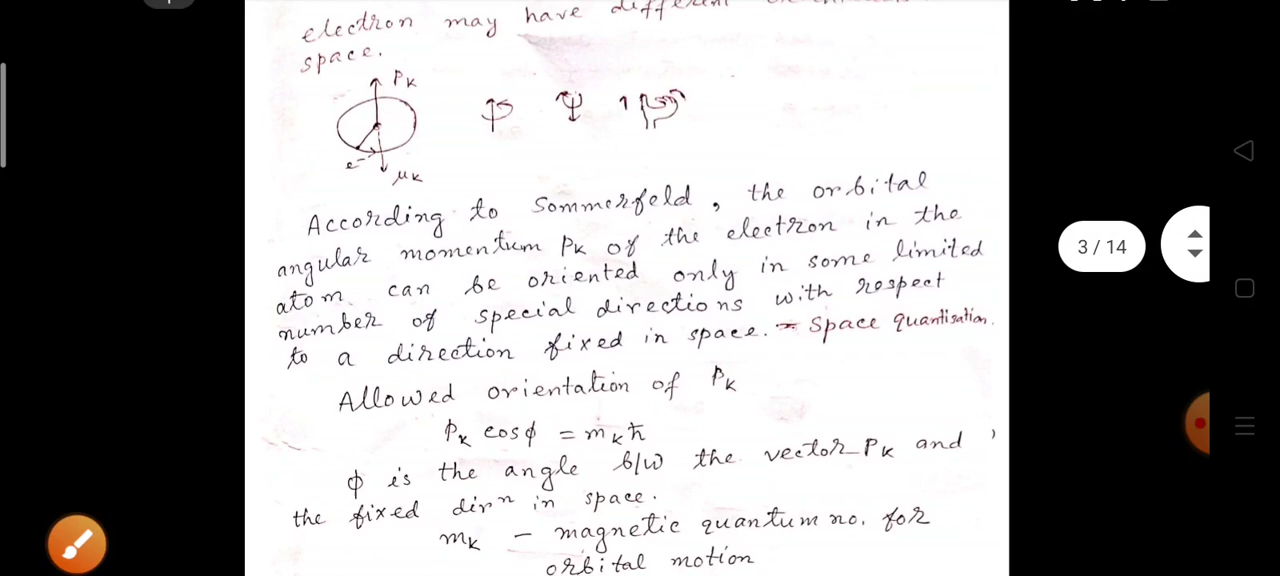 electron may have different
space.
PK
e-
μK
According to Sommerfeld, the orbital
angular momentum PK of the electron in the
atom can be oriented only in some limited
number of special directions with respect
to a direction fixed in space. - Space quantisation.
Allowed orientation of PK
PK cosϕ = mKħ
ϕ is the angle b/w the vector PK and
the fixed dirn in space.
mK - magnetic quantum no. for
orbital motion
3 / 14